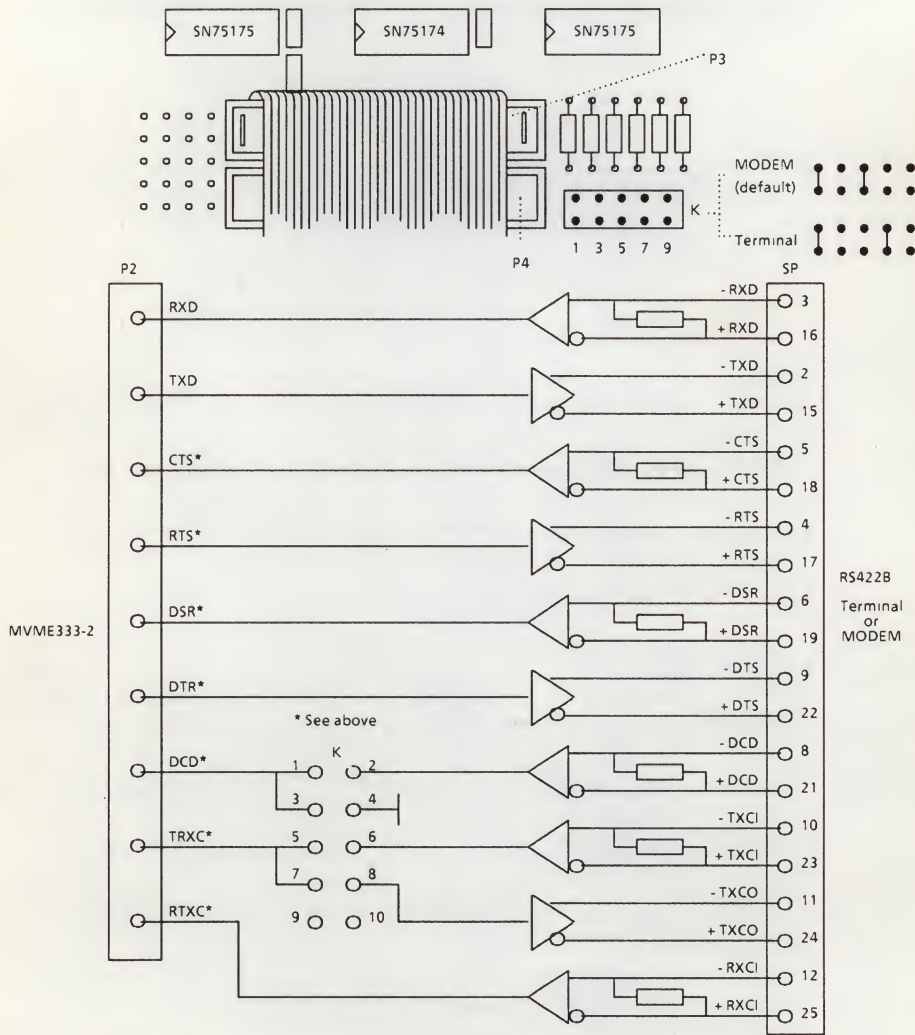 SN75175
SN75174
SN75175
P3
MODEM
(default)
K
Terminal
1 3 5 7 9
P4
P2
SP
RXD
- RXD
3
+ RXD
16
TXD
- TXD
2
+ TXD
15
CTS*
- CTS
5
+ CTS
18
RTS*
- RTS
4
+ RTS
17
RS422B
Terminal
or
MODEM
MVME333-2
DSR*
- DSR
6
+ DSR
19
DTR*
- DTS
9
+ DTS
22
* See above
K
DCD*
1
2
- DCD
8
3
4
+ DCD
21
TRXC*
5
6
- TXCI
10
7
8
+ TXCI
23
RTXC*
9
10
- TXCO
11
+ TXCO
24
- RXCI
12
+ RXCI
25